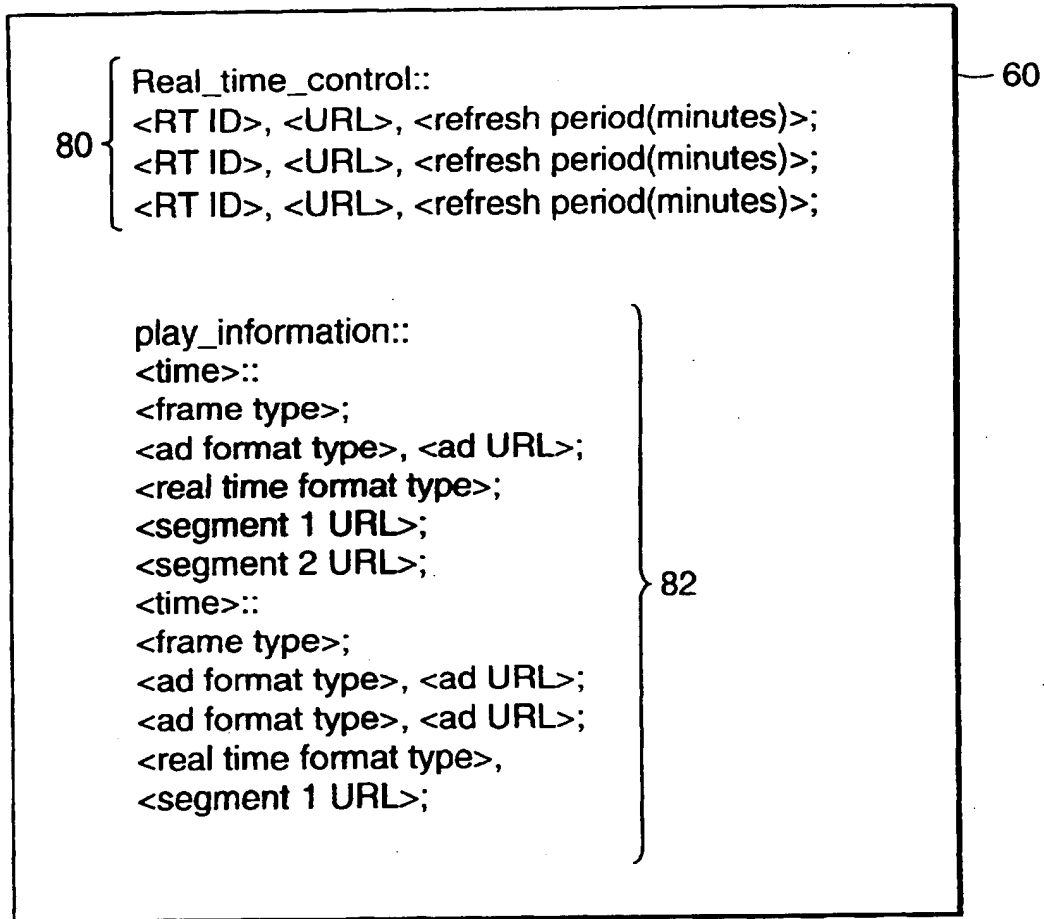 Real_time_control::
60
80
<RT ID>, <URL>, <refresh period(minutes)>;
<RT ID>, <URL>, <refresh period(minutes)>;
<RT ID>, <URL>, <refresh period(minutes)>;
play_information::
<time>::
<frame type>;
<ad format type>, <ad URL>;
<real time format type>;
<segment 1 URL>;
<segment 2 URL>;
82
<time>::
<frame type>;
<ad format type>, <ad URL>;
<ad format type>, <ad URL>;
<real time format type>,
<segment 1 URL>;